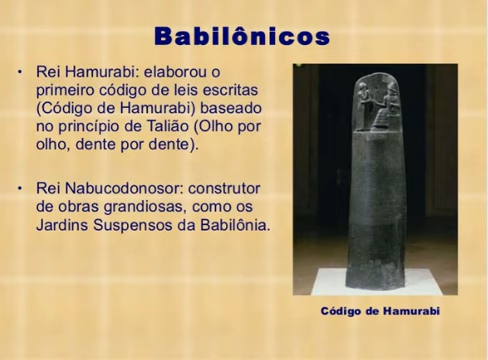 Babilônicos
• Rei Hamurabi: elaborou o
primeiro código de leis escritas
(Código de Hamurabi) baseado
no princípio de Talião (Olho por
olho, dente por dente).
• Rei Nabucodonosor: construtor
de obras grandiosas, como os
Jardins Suspensos da Babilônia.
Código de Hamurabi